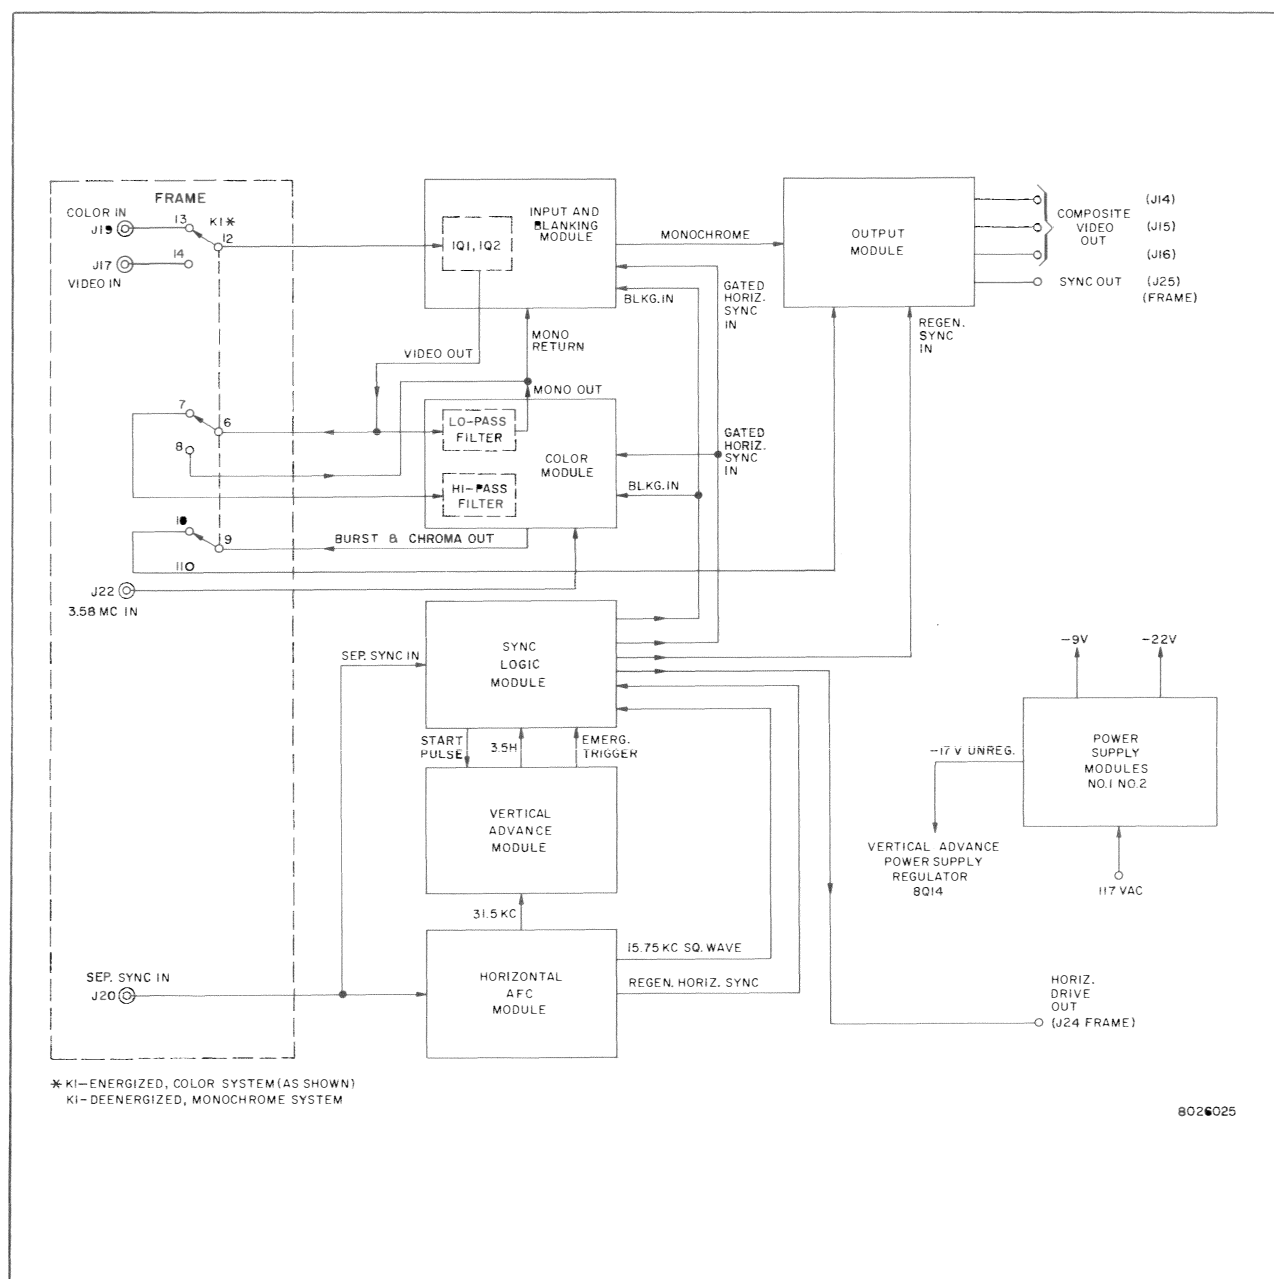 FRAME
COLOR IN
J19
13
K1*
12
J17
14
VIDEO IN
INPUT AND
BLANKING
MODULE
1Q1, 1Q2
MONOCHROME
OUTPUT
MODULE
(J14)
COMPOSITE
VIDEO
OUT
(J15)
(J16)
SYNC OUT
(J25)
(FRAME)
GATED
HORIZ.
SYNC
IN
BLKG. IN
REGEN.
SYNC
IN
MONO
RETURN
VIDEO OUT
MONO OUT
7
6
8
LO-PASS
FILTER
COLOR
MODULE
GATED
HORIZ.
SYNC
IN
HI-PASS
FILTER
BLKG. IN
10
9
BURST & CHROMA OUT
11
J22
3.58 MC IN
SEP. SYNC IN
SYNC
LOGIC
MODULE
-9V
-22V
START
PULSE
3.5H
EMERG.
TRIGGER
-17 V UNREG.
POWER
SUPPLY
MODULES
NO.1 NO.2
VERTICAL
ADVANCE
MODULE
VERTICAL ADVANCE
POWER SUPPLY
REGULATOR
8Q14
117 VAC
31.5 KC
15.75 KC SQ. WAVE
SEP. SYNC IN
J20
HORIZONTAL
AFC
MODULE
REGEN. HORIZ. SYNC
HORIZ.
DRIVE
OUT
(J24 FRAME)
* K1-ENERGIZED, COLOR SYSTEM (AS SHOWN)
K1-DEENERGIZED, MONOCHROME SYSTEM
8026025